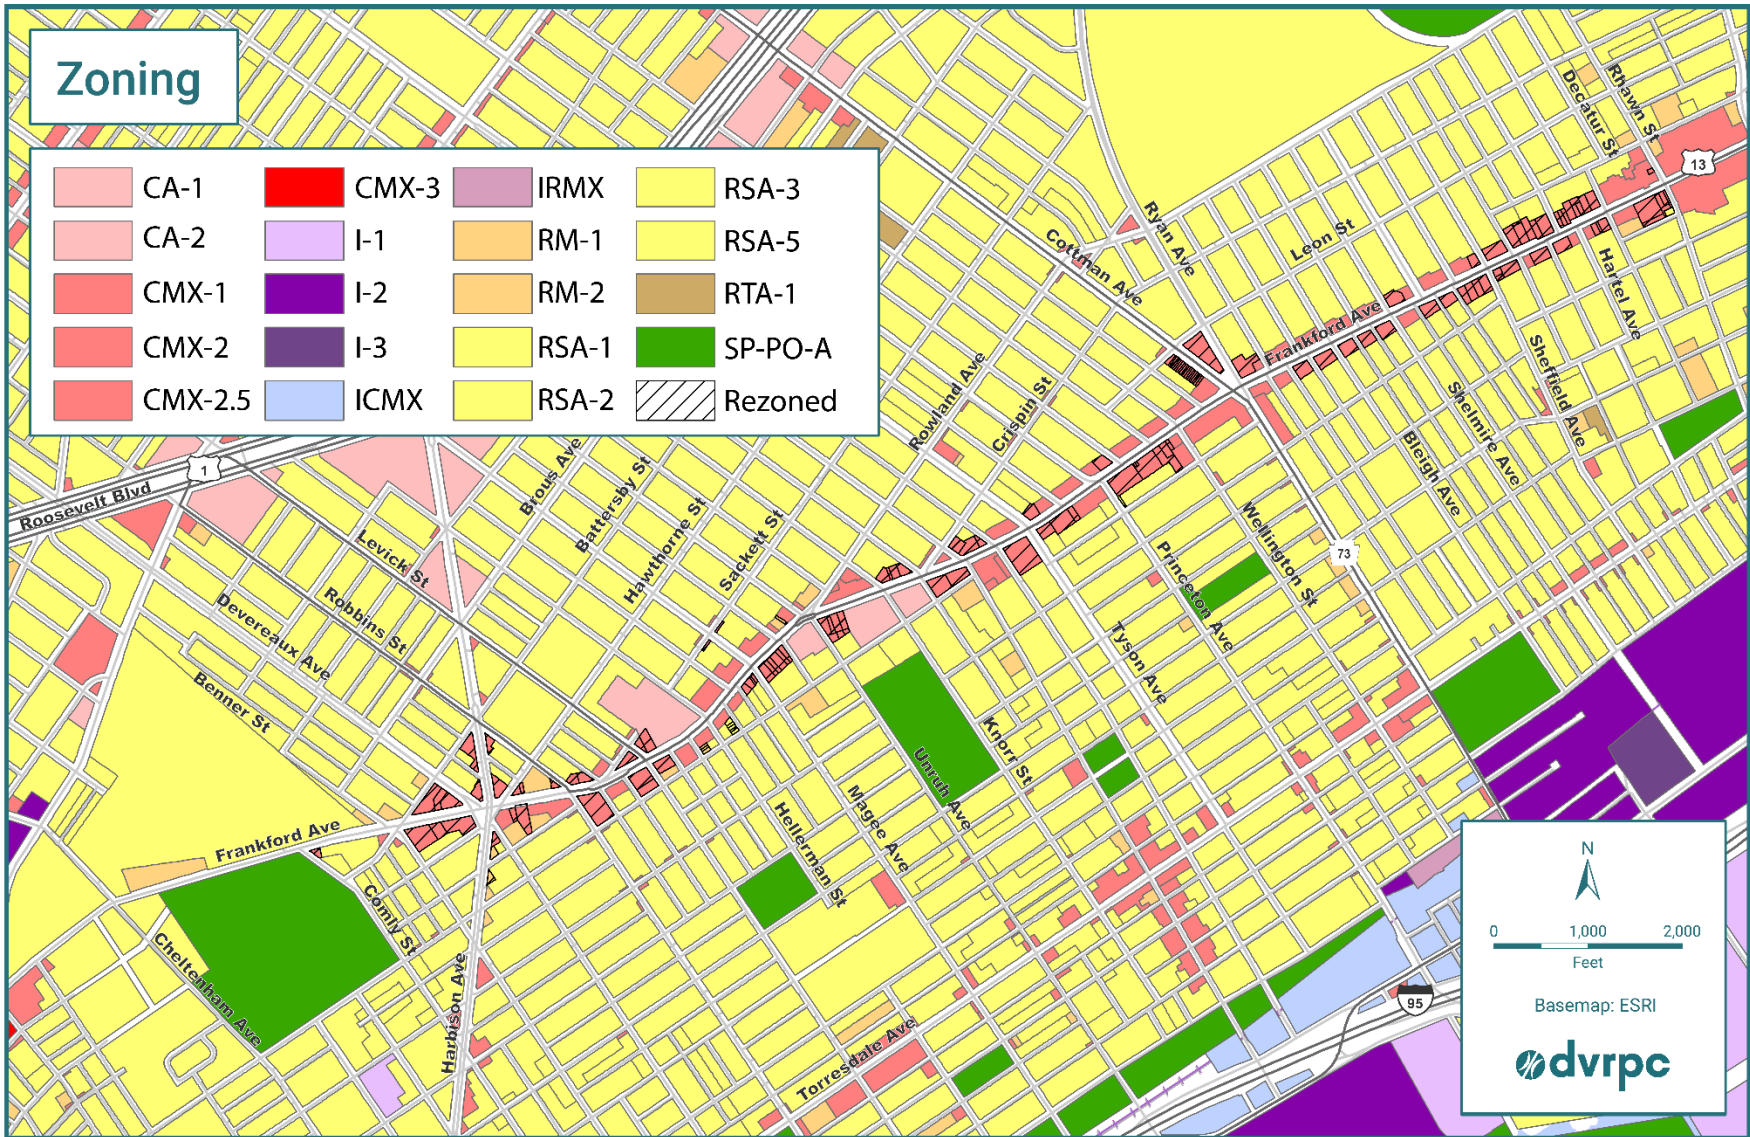 Zoning
CA-1
CMX-3
IRMX
RSA-3
CA-2
I-1
RM-1
RSA-5
CMX-1
I-2
RM-2
RTA-1
CMX-2
I-3
RSA-1
SP-PO-A
CMX-2.5
ICMX
RSA-2
Rezoned
Rhawn St
Decatur St
13
Ryan Ave
Leon St
Cottman Ave
Hartel Ave
Frankford Ave
Sheffield Ave
Shelmire Ave
Bleigh Ave
Rowland Ave
Crispin St
1
Roosevelt Blvd
Brous Ave
Battersby St
Hawthorne St
Sackett St
Levick St
Robbins St
Devereaux Ave
Benner St
Wellington St
73
Princeton Ave
Tyson Ave
Knorr St
Unruh Ave
Magee Ave
Hellerman St
Frankford Ave
Comly St
Cheltenham Ave
Harbison Ave
Torresdale Ave
95
N
0 1,000 2,000
Feet
Basemap: ESRI
dvrpc